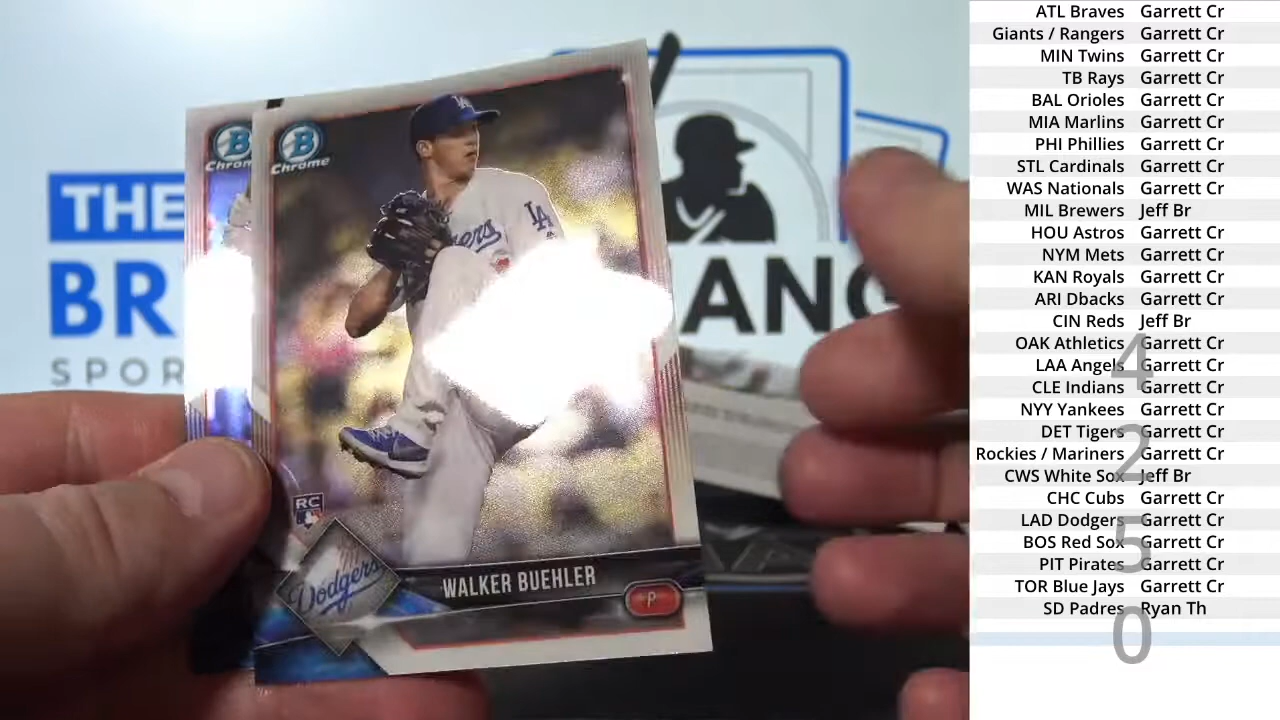 THE
BR
SPOR
ANG
B
Chrom
B
Chrome
LA
LA
RC
Dodgers
WALKER BUEHLER
P
ATL Braves Garrett Cr
Giants / Rangers Garrett Cr
MIN Twins Garrett Cr
TB Rays Garrett Cr
BAL Orioles Garrett Cr
MIA Marlins Garrett Cr
PHI Phillies Garrett Cr
STL Cardinals Garrett Cr
WAS Nationals Garrett Cr
MIL Brewers Jeff Br
HOU Astros Garrett Cr
NYM Mets Garrett Cr
KAN Royals Garrett Cr
ARI Dbacks Garrett Cr
CIN Reds Jeff Br
OAK Athletics Garrett Cr
LAA Angels Garrett Cr
CLE Indians Garrett Cr
NYY Yankees Garrett Cr
DET Tigers Garrett Cr
Rockies / Mariners Garrett Cr
CWS White Sox Jeff Br
CHC Cubs Garrett Cr
LAD Dodgers Garrett Cr
BOS Red Sox Garrett Cr
PIT Pirates Garrett Cr
TOR Blue Jays Garrett Cr
SD Padres Ryan Th
4
2
5
0